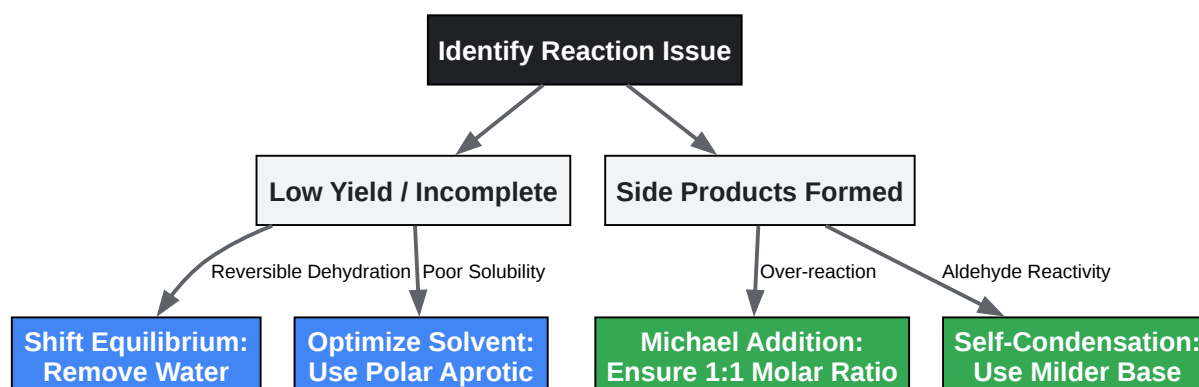 Identify Reaction Issue
Low Yield / Incomplete
Side Products Formed
Reversible Dehydration
Poor Solubility
Over-reaction
Aldehyde Reactivity
Shift Equilibrium:
Remove Water
Optimize Solvent:
Use Polar Aprotic
Michael Addition:
Ensure 1:1 Molar Ratio
Self-Condensation:
Use Milder Base